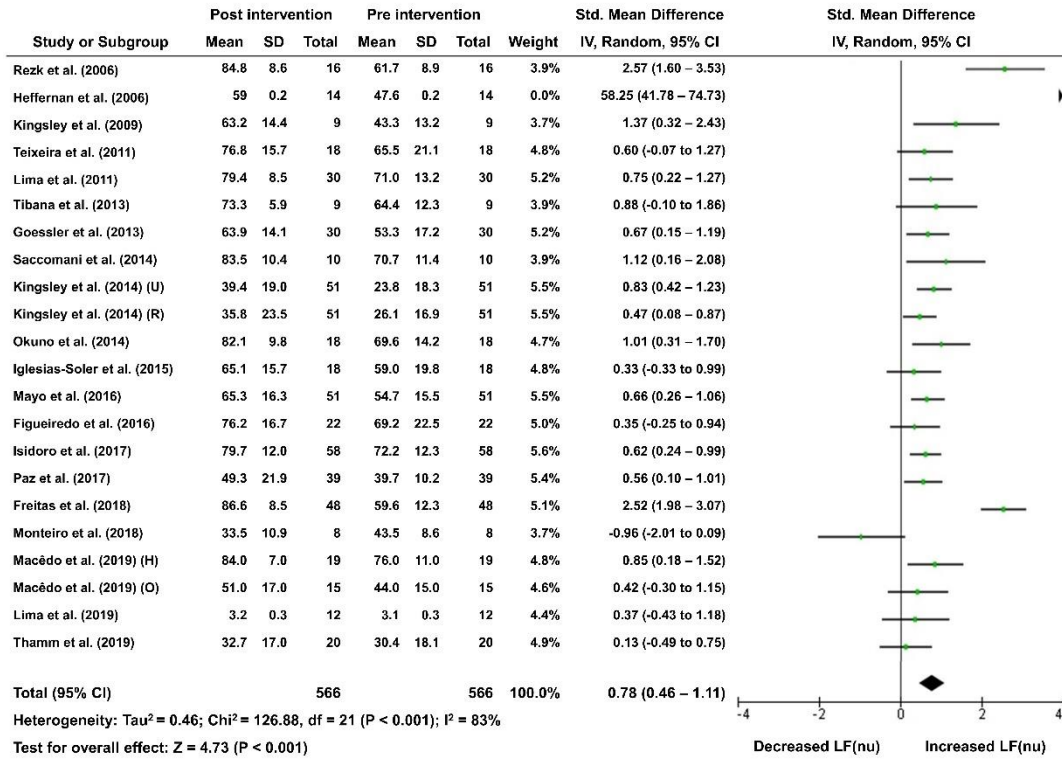 Post intervention Pre intervention Std. Mean Difference Std. Mean Difference
Study or Subgroup Mean SD Total Mean SD Total Weight IV, Random, 95% CI IV, Random, 95% CI
Rezk et al. (2006) 84.8 8.6 16 61.7 8.9 16 3.9% 2.57 (1.60 – 3.53)
Heffernan et al. (2006) 59 0.2 14 47.6 0.2 14 0.0% 58.25 (41.78 – 74.73)
Kingsley et al. (2009) 63.2 14.4 9 43.3 13.2 9 3.7% 1.37 (0.32 – 2.43)
Teixeira et al. (2011) 76.8 15.7 18 65.5 21.1 18 4.8% 0.60 (-0.07 to 1.27)
Lima et al. (2011) 79.4 8.5 30 71.0 13.2 30 5.2% 0.75 (0.22 – 1.27)
Tibana et al. (2013) 73.3 5.9 9 64.4 12.3 9 3.9% 0.88 (-0.10 to 1.86)
Goessler et al. (2013) 63.9 14.1 30 53.3 17.2 30 5.2% 0.67 (0.15 – 1.19)
Saccomani et al. (2014) 83.5 10.4 10 70.7 11.4 10 3.9% 1.12 (0.16 – 2.08)
Kingsley et al. (2014) (U) 39.4 19.0 51 23.8 18.3 51 5.5% 0.83 (0.42 – 1.23)
Kingsley et al. (2014) (R) 35.8 23.5 51 26.1 16.9 51 5.5% 0.47 (0.08 – 0.87)
Okuno et al. (2014) 82.1 9.8 18 69.6 14.2 18 4.7% 1.01 (0.31 – 1.70)
Iglesias-Soler et al. (2015) 65.1 15.7 18 59.0 19.8 18 4.8% 0.33 (-0.33 to 0.99)
Mayo et al. (2016) 65.3 16.3 51 54.7 15.5 51 5.5% 0.66 (0.26 – 1.06)
Figueiredo et al. (2016) 76.2 16.7 22 69.2 22.5 22 5.0% 0.35 (-0.25 to 0.94)
Isidoro et al. (2017) 79.7 12.0 58 72.2 12.3 58 5.6% 0.62 (0.24 – 0.99)
Paz et al. (2017) 49.3 21.9 39 39.7 10.2 39 5.4% 0.56 (0.10 – 1.01)
Freitas et al. (2018) 86.6 8.5 48 59.6 12.3 48 5.1% 2.52 (1.98 – 3.07)
Monteiro et al. (2018) 33.5 10.9 8 43.5 8.6 8 3.7% -0.96 (-2.01 to 0.09)
Macêdo et al. (2019) (H) 84.0 7.0 19 76.0 11.0 19 4.8% 0.85 (0.18 – 1.52)
Macêdo et al. (2019) (O) 51.0 17.0 15 44.0 15.0 15 4.6% 0.42 (-0.30 to 1.15)
Lima et al. (2019) 3.2 0.3 12 3.1 0.3 12 4.4% 0.37 (-0.43 to 1.18)
Thamm et al. (2019) 32.7 17.0 20 30.4 18.1 20 4.9% 0.13 (-0.49 to 0.75)
Total (95% CI) 566 566 100.0% 0.78 (0.46 – 1.11)
Heterogeneity: Tau² = 0.46; Chi² = 126.88, df = 21 (P < 0.001); I² = 83%
-4 -2 0 2 4
Test for overall effect: Z = 4.73 (P < 0.001) Decreased LF(nu) Increased LF(nu)